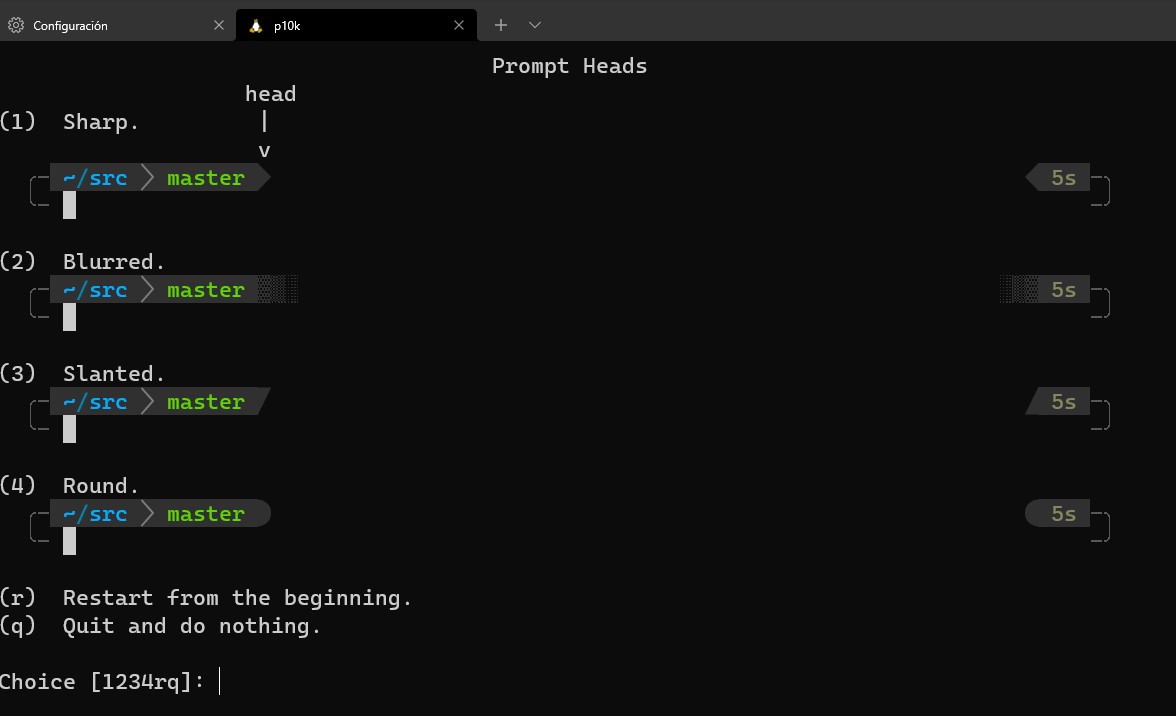 Configuración p10k
Prompt Heads
head
(1) Sharp. |
v
~/src master 5s
(2) Blurred.
~/src master 5s
(3) Slanted.
~/src master 5s
(4) Round.
~/src master 5s
(r) Restart from the beginning.
(q) Quit and do nothing.
Choice [1234rq]: